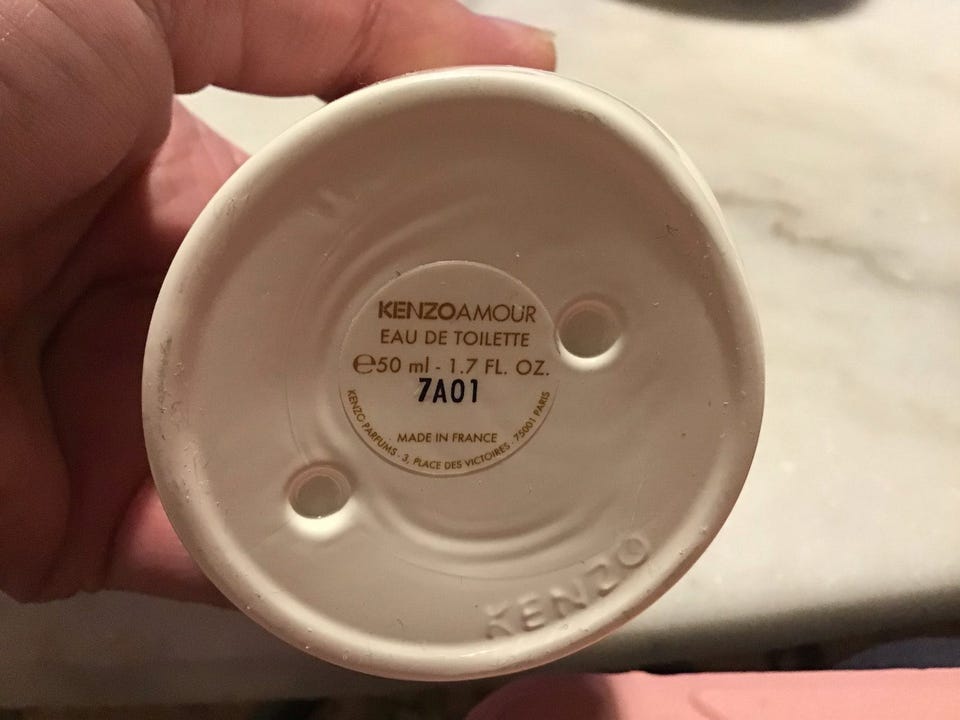 KENZOAMOUR
EAU DE TOILETTE
℮50 ml - 1.7 FL. OZ.
7A01
MADE IN FRANCE
KENZO PARFUMS - 3, PLACE DES VICTOIRES - 75001 PARIS
KENZO